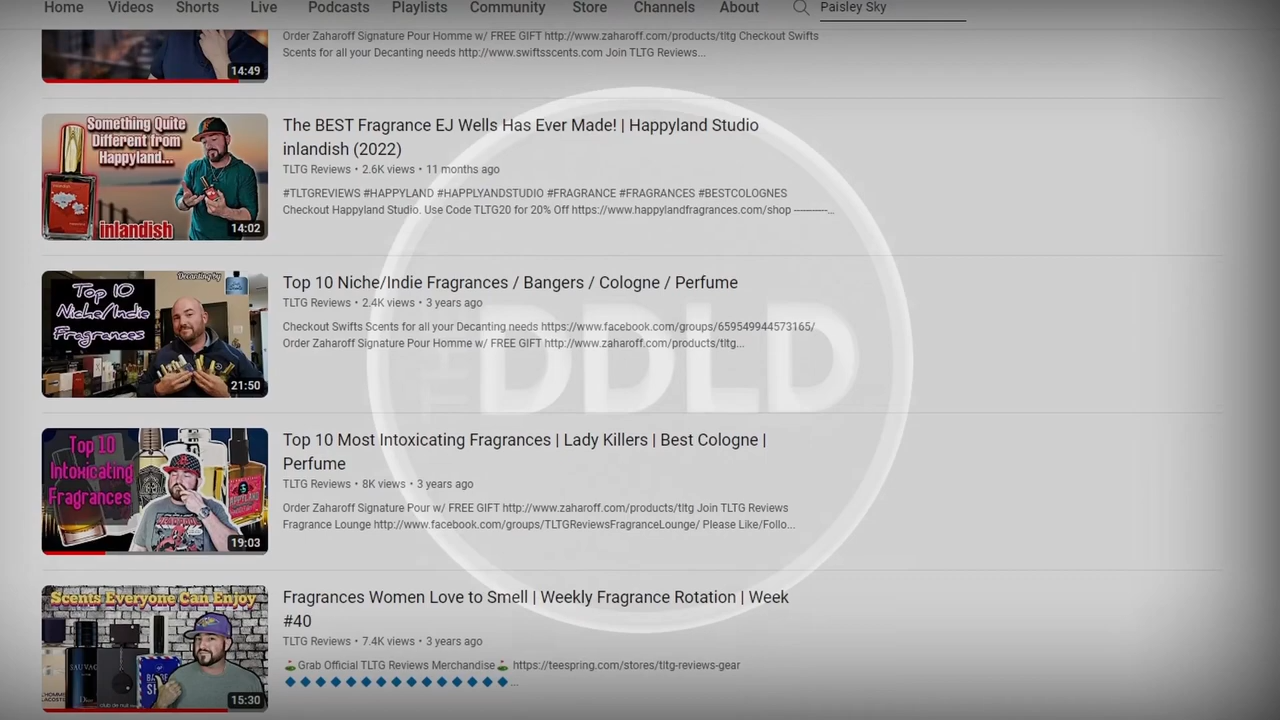 Home Videos Shorts Live Podcasts Playlists Community Store Channels About Paisley Sky
Order Zaharoff Signature Pour Homme w/ FREE GIFT http://www.zaharoff.com/products/titg Checkout Swifts
Scents for all your Decanting needs http://www.swiftsscents.com Join TLTG Reviews...
14:49
Something Quite
Different from
Happyland...
inlandish
14:02
The BEST Fragrance EJ Wells Has Ever Made! | Happyland Studio
inlandish (2022)
TLTG Reviews • 2.6K views • 11 months ago
#TLTGREVIEWS #HAPPYLAND #HAPPLYANDSTUDIO #FRAGRANCE #FRAGRANCES #BESTCOLOGNES
Checkout Happyland Studio. Use Code TLTG20 for 20% Off https://www.happylandfragrances.com/shop ----------...
Decanting by
Top 10
Niche/Indie
Fragrances
21:50
Top 10 Niche/Indie Fragrances / Bangers / Cologne / Perfume
TLTG Reviews • 2.4K views • 3 years ago
Checkout Swifts Scents for all your Decanting needs https://www.facebook.com/groups/659549944573165/
Order Zaharoff Signature Pour Homme w/ FREE GIFT http://www.zaharoff.com/products/titg...
THE DDLD
Top 10
Intoxicating
Fragrances
HAPPYLAND
19:03
Top 10 Most Intoxicating Fragrances | Lady Killers | Best Cologne |
Perfume
TLTG Reviews • 8K views • 3 years ago
Order Zaharoff Signature Pour w/ FREE GIFT http://www.zaharoff.com/products/titg Join TLTG Reviews
Fragrance Lounge http://www.facebook.com/groups/TLTGReviewsFragranceLounge/ Please Like/Follo...
Scents Everyone Can Enjoy
SAUVAGE
Dior
15:30
Fragrances Women Love to Smell | Weekly Fragrance Rotation | Week
#40
TLTG Reviews • 7.4K views • 3 years ago
Grab Official TLTG Reviews Merchandise https://teespring.com/stores/titg-reviews-gear
...